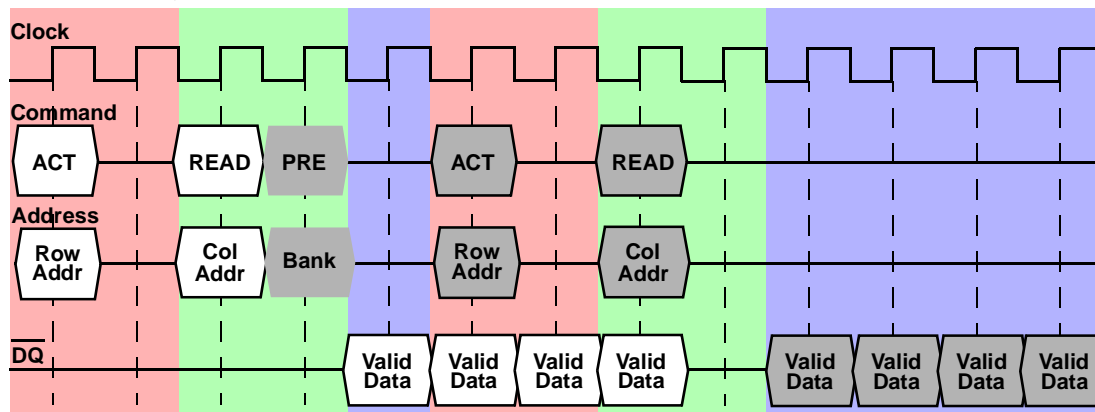 Clock
Command
ACT READ PRE ACT READ
Address
Row Col Bank Row Col
Addr Addr Addr Addr
DQ
Valid Valid Valid Valid Valid Valid Valid Valid
Data Data Data Data Data Data Data Data